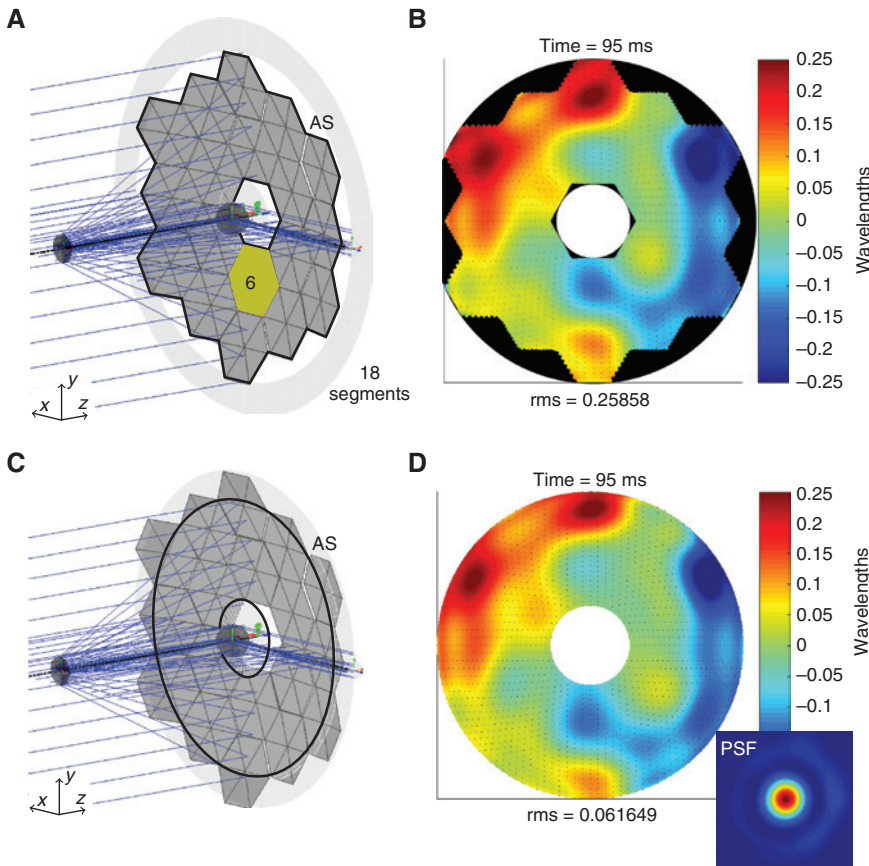 A
AS
6
18
segments
y
x
z
B
Time = 95 ms
0.25
0.2
0.15
0.1
0.05
0
−0.05
−0.1
−0.15
−0.2
−0.25
Wavelengths
rms = 0.25858
C
AS
y
x
z
D
Time = 95 ms
0.25
0.2
0.15
0.1
0.05
0
−0.05
−0.1
Wavelengths
PSF
rms = 0.061649